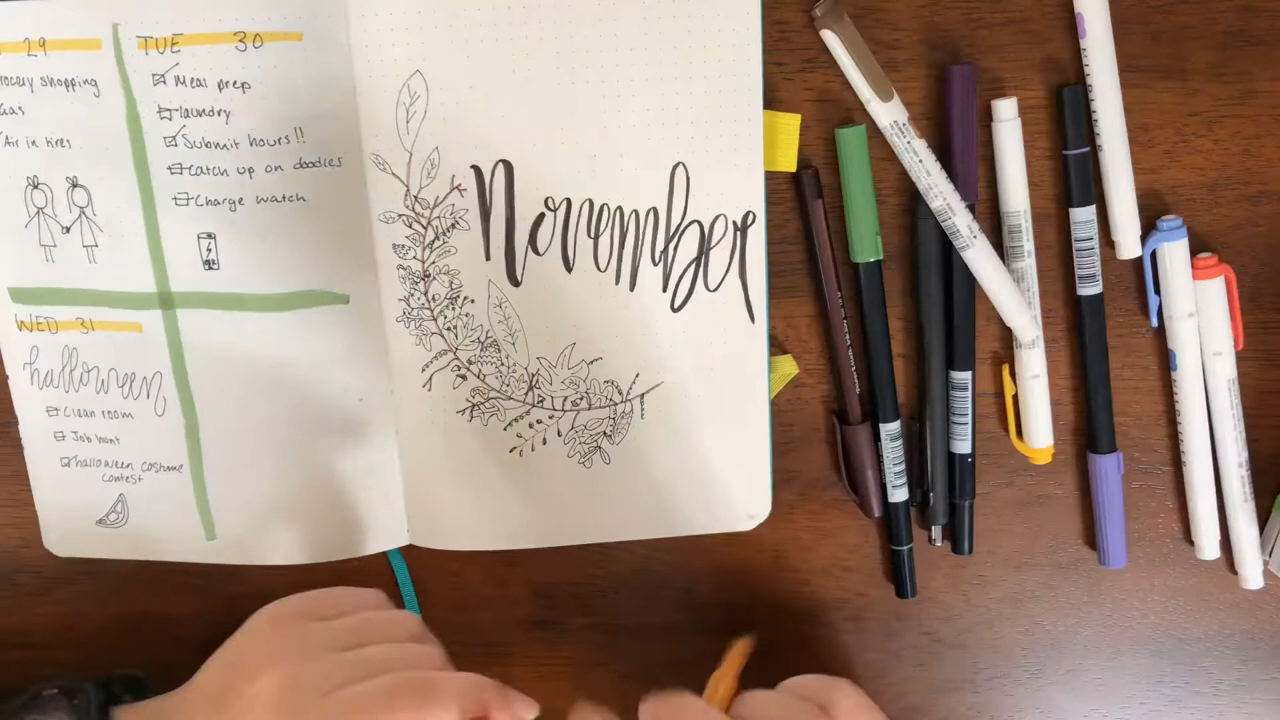 29
rocery shopping
Gas
Air in tires
TUE 30
Meal prep
laundry
Submit hours!!
Catch up on doodles
Charge watch
WED 31
halloween
Clean room
Job hunt
halloween costume
contest
November